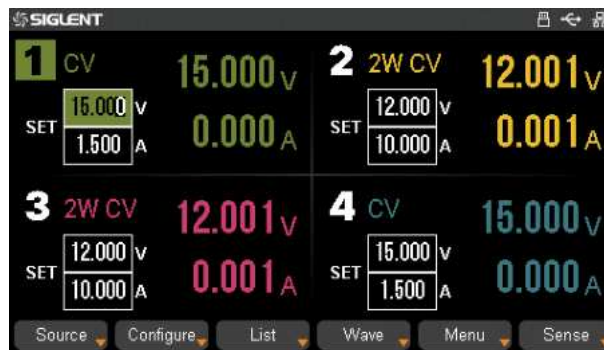 SIGLENT
1 CV 15.000 V
SET 15.000 V
1.500 A
0.000 A
2 2W CV 12.001 V
SET 12.000 V
10.000 A
0.001 A
3 2W CV 12.001 V
SET 12.000 V
10.000 A
0.001 A
4 CV 15.000 V
SET 15.000 V
1.500 A
0.000 A
Source Configure List Wave Menu Sense